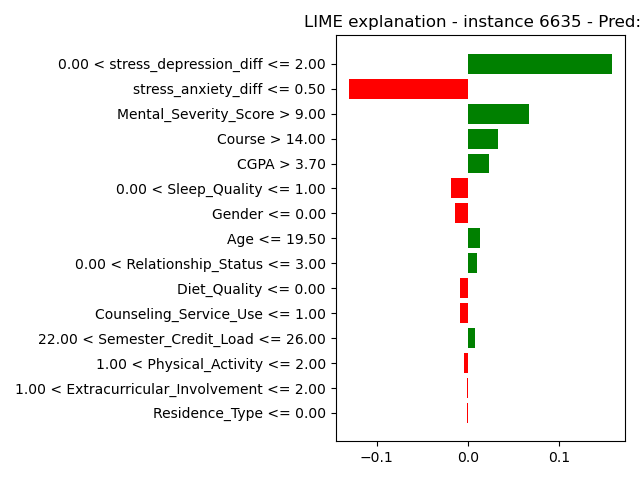 LIME explanation - instance 6635 - Pred:
0.00 < stress_depression_diff <= 2.00
stress_anxiety_diff <= 0.50
Mental_Severity_Score > 9.00
Course > 14.00
CGPA > 3.70
0.00 < Sleep_Quality <= 1.00
Gender <= 0.00
Age <= 19.50
0.00 < Relationship_Status <= 3.00
Diet_Quality <= 0.00
Counseling_Service_Use <= 1.00
22.00 < Semester_Credit_Load <= 26.00
1.00 < Physical_Activity <= 2.00
1.00 < Extracurricular_Involvement <= 2.00
Residence_Type <= 0.00
−0.1 0.0 0.1